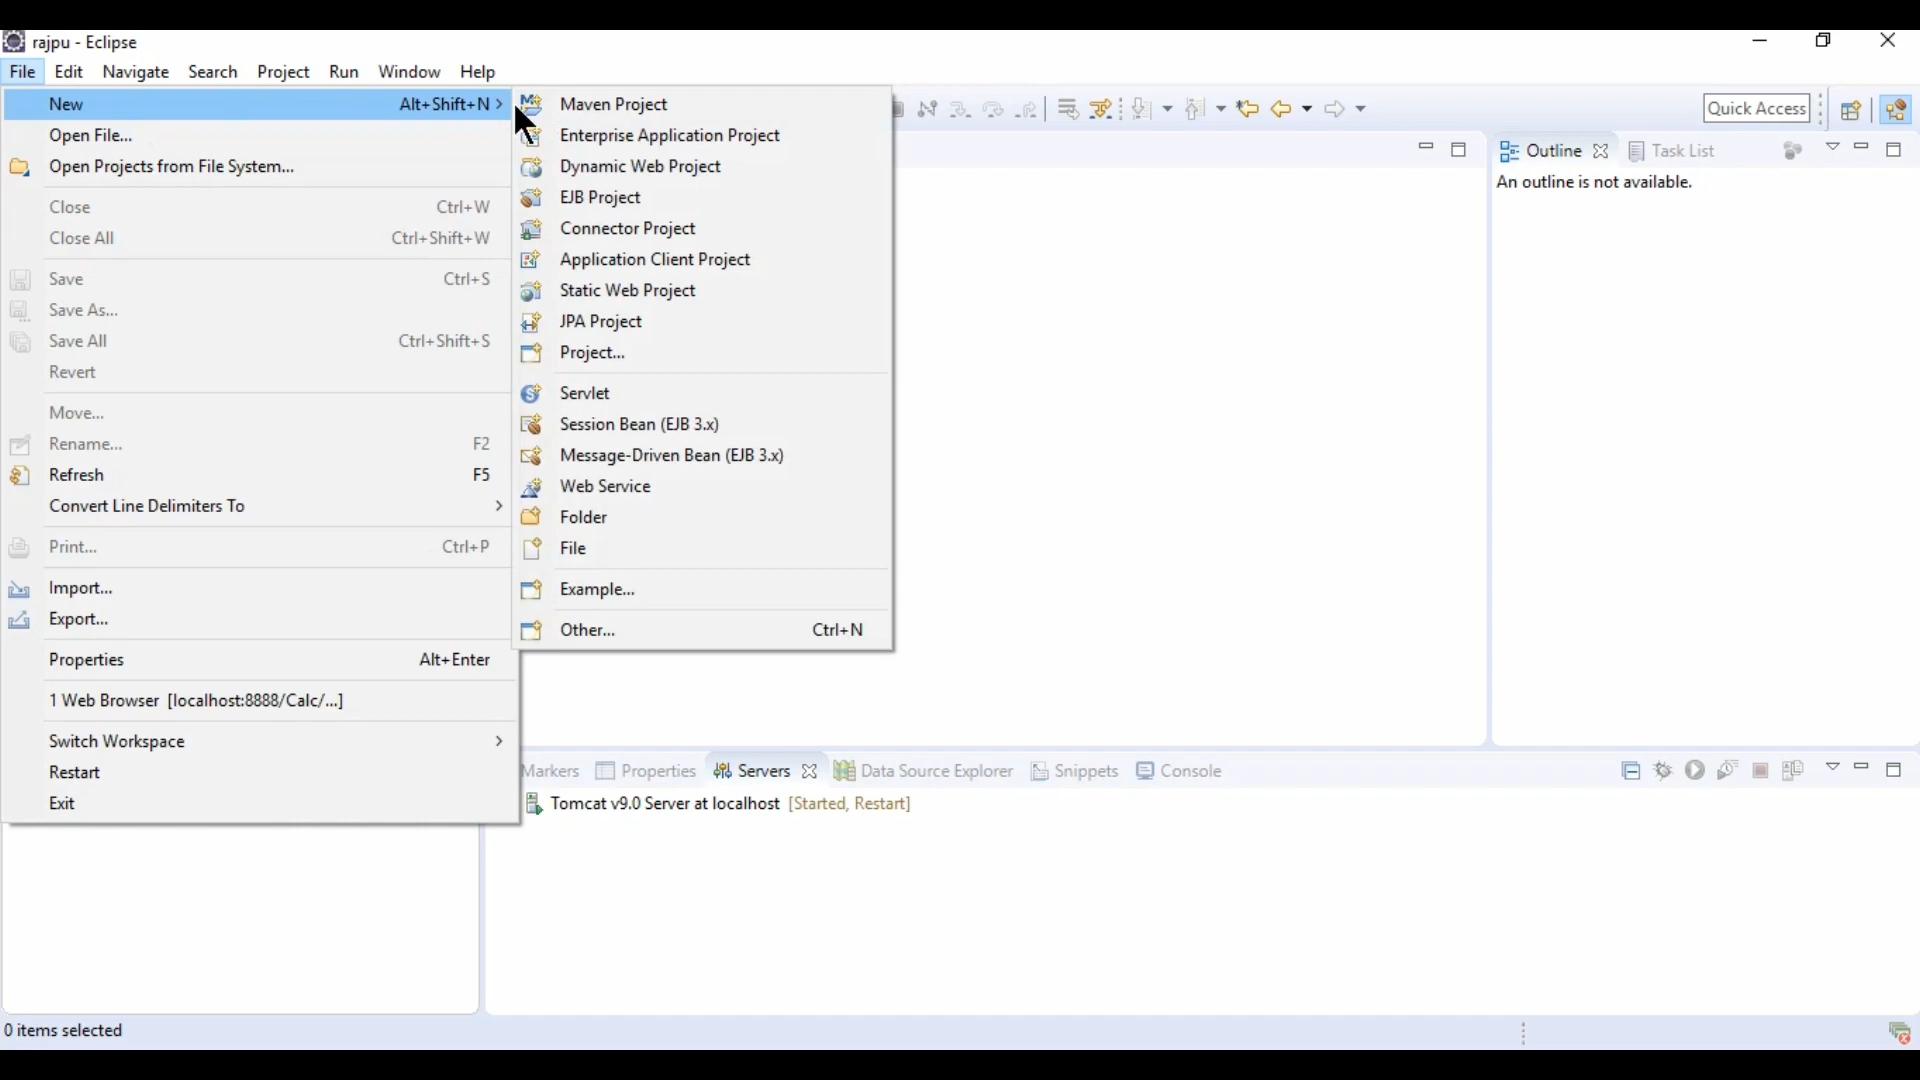 rajpu - Eclipse
File Edit Navigate Search Project Run Window Help
New Alt+Shift+N >
Open File...
Open Projects from File System...
Close Ctrl+W
Close All Ctrl+Shift+W
Save Ctrl+S
Save As...
Save All Ctrl+Shift+S
Revert
Move...
Rename... F2
Refresh F5
Convert Line Delimiters To >
Print... Ctrl+P
Import...
Export...
Properties Alt+Enter
1 Web Browser [localhost:8888/Calc/...]
Switch Workspace >
Restart
Exit
Maven Project
Enterprise Application Project
Dynamic Web Project
EJB Project
Connector Project
Application Client Project
Static Web Project
JPA Project
Project...
Servlet
Session Bean (EJB 3.x)
Message-Driven Bean (EJB 3.x)
Web Service
Folder
File
Example...
Other... Ctrl+N
Quick Access
Outline Task List
An outline is not available.
Markers Properties Servers Data Source Explorer Snippets Console
Tomcat v9.0 Server at localhost [Started, Restart]
0 items selected